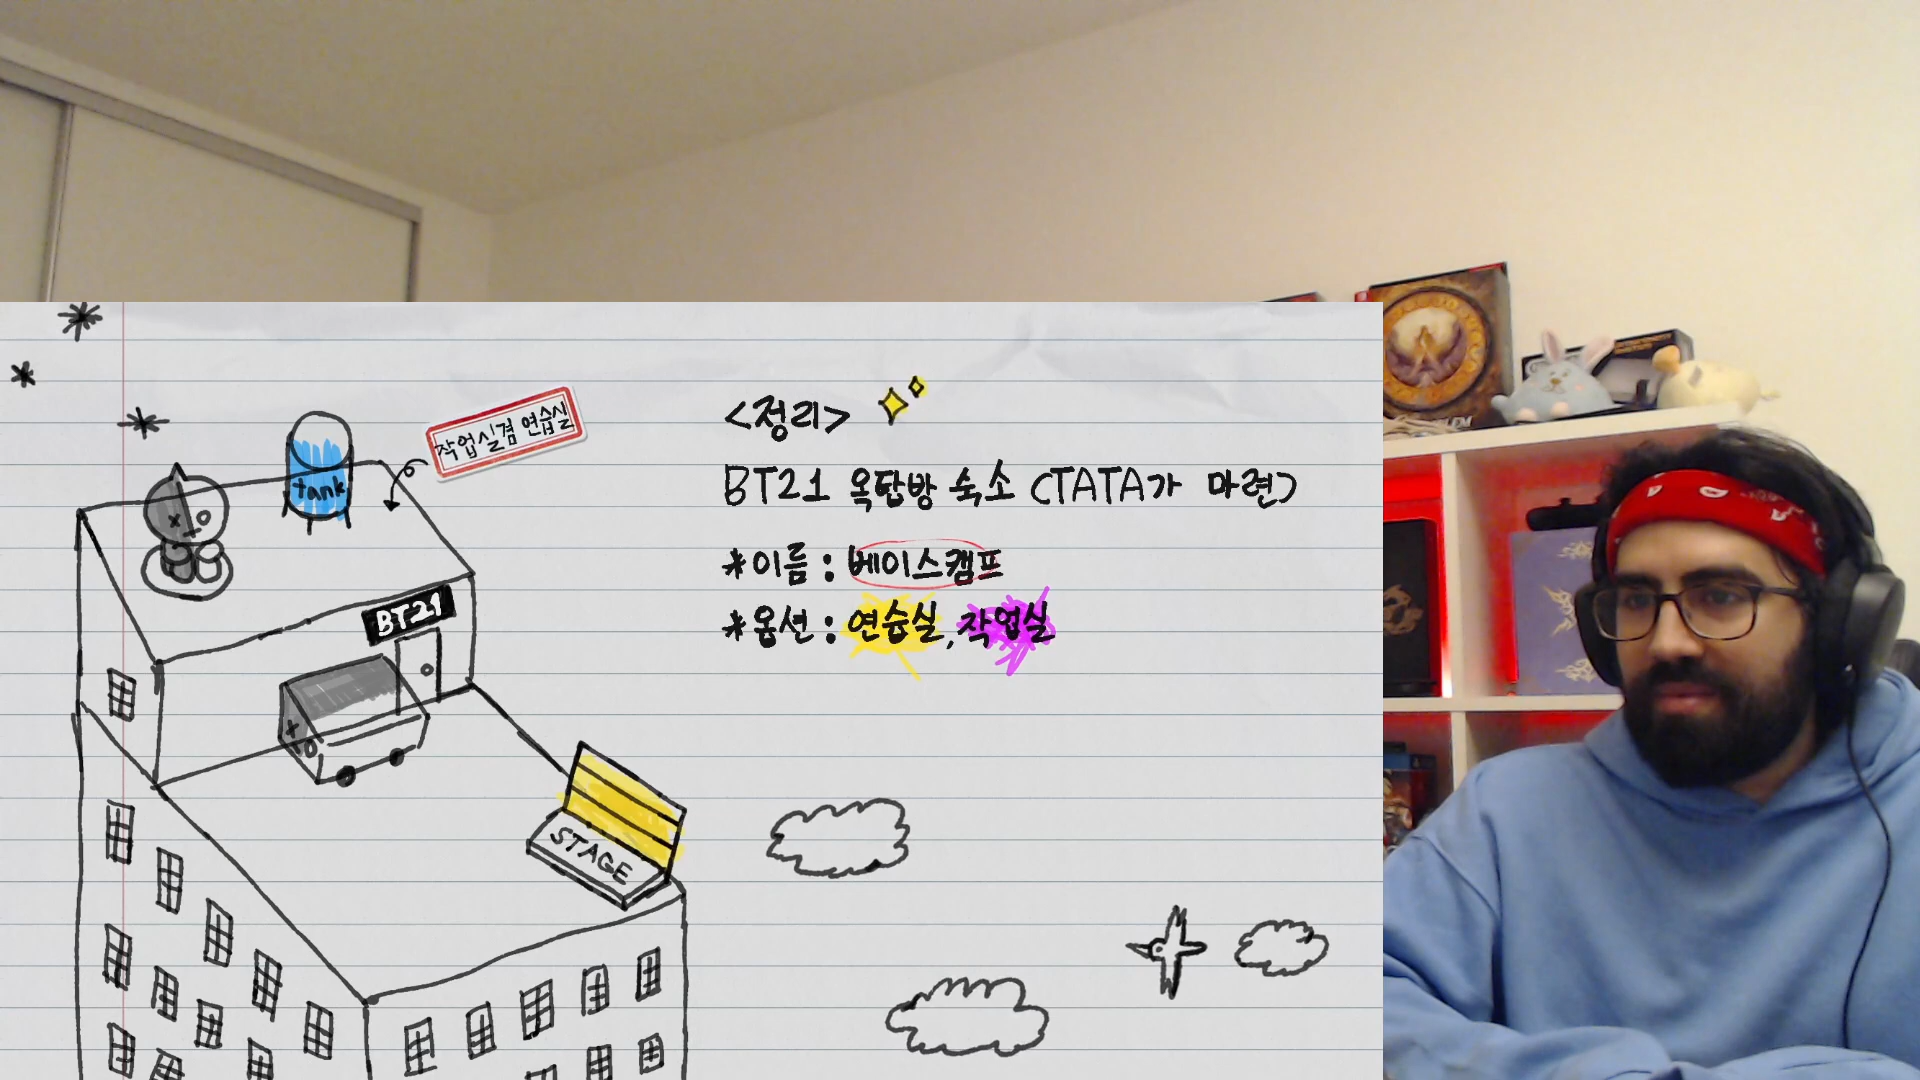 작업실겸 연습실
tank
BT21
STAGE
<정리>
BT21 옥탑방 숙소 (TATA가 마련)
*이름 : 베이스캠프
*옵션 : 연습실, 작업실